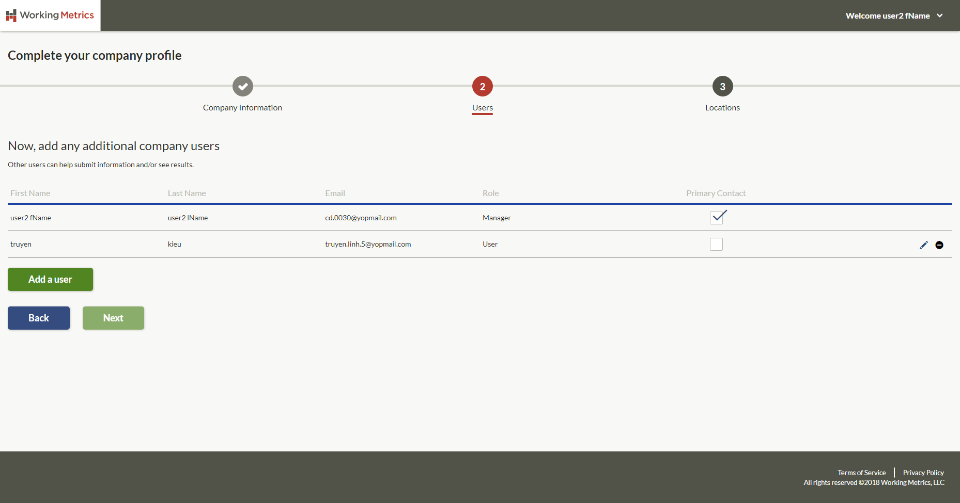 Working Metrics
Welcome user2 fName
Complete your company profile
2
3
Company Information
Users
Locations
Now, add any additional company users
Other users can help submit information and/or see results.
First Name Last Name Email Role Primary Contact
user2 fName user2 lName cd.0030@yopmail.com Manager
truyen kieu truyen.linh.5@yopmail.com User
Add a user
Back Next
Terms of Service | Privacy Policy
All rights reserved ©2018 Working Metrics, LLC